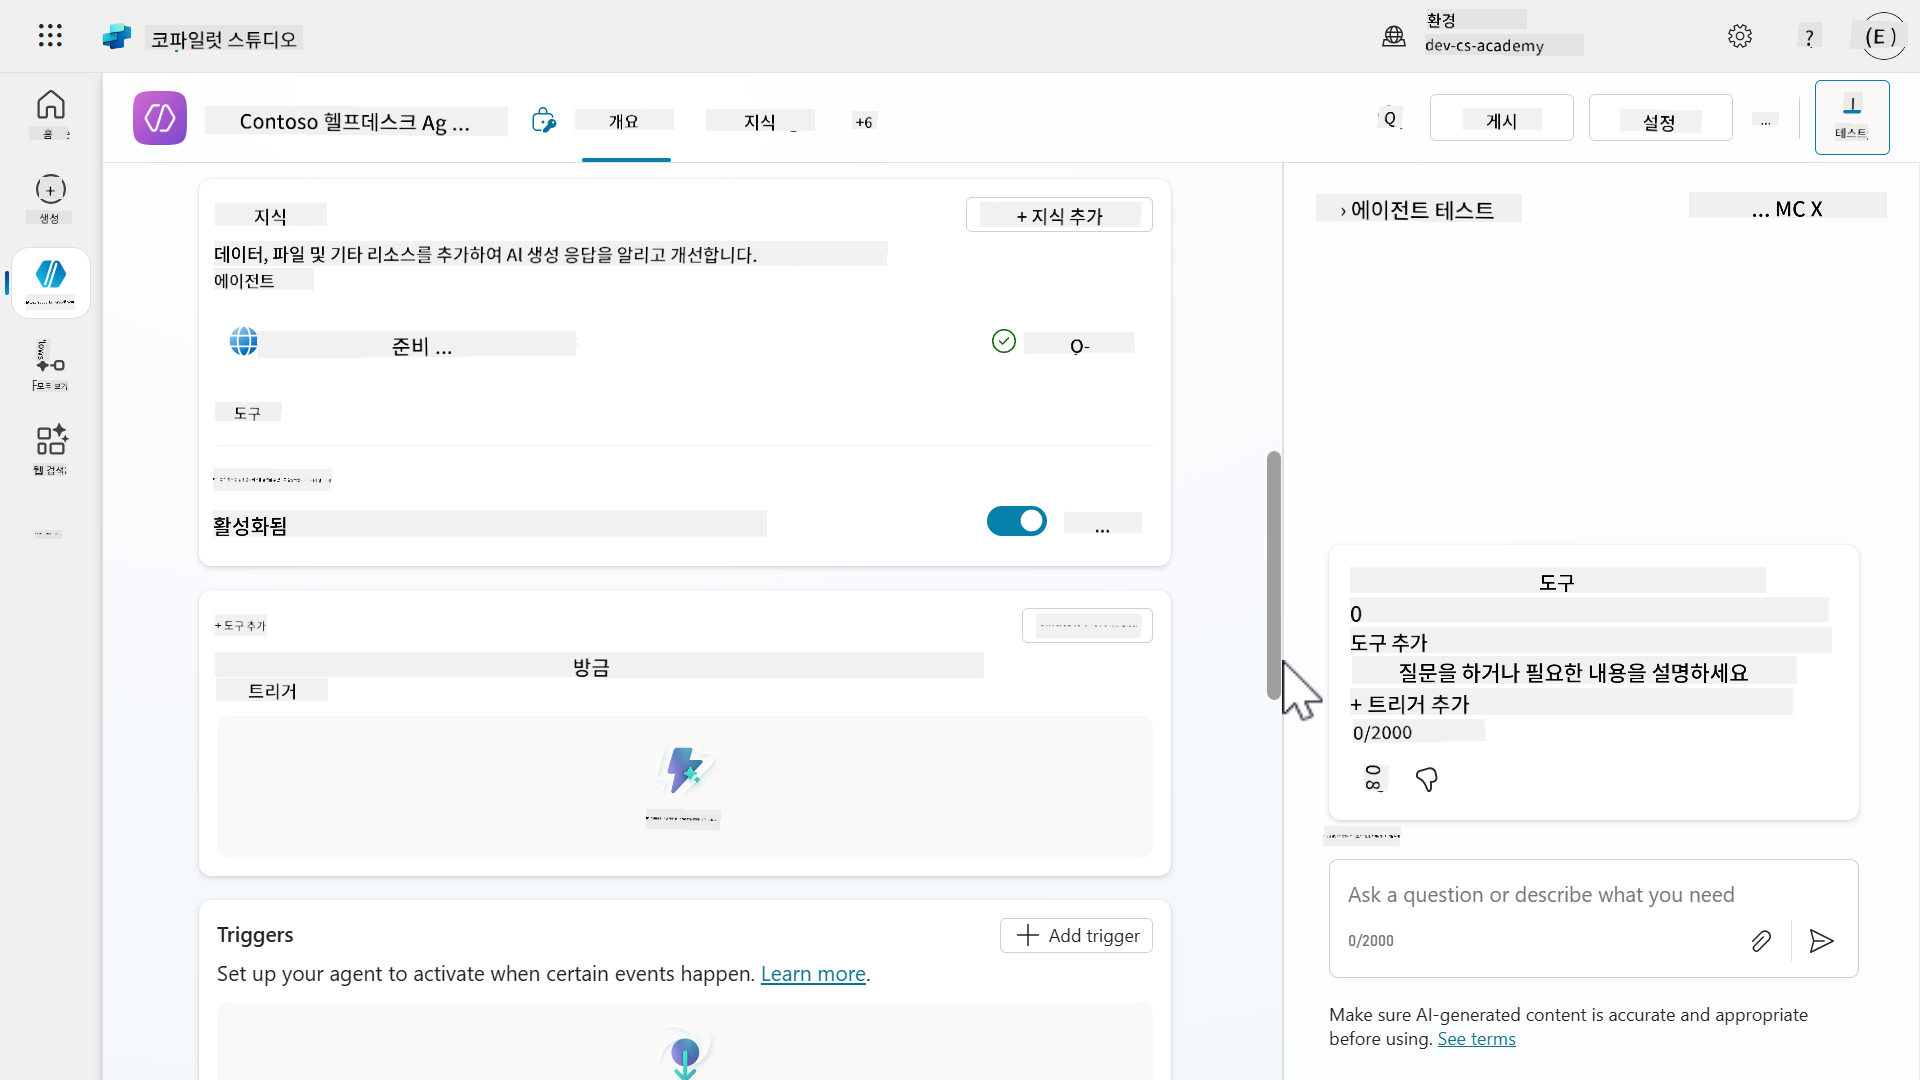 코파일럿 스튜디오
환경
dev-cs-academy
?
(E )
홈
생성
모두 보기
웹 검색
Contoso 헬프데스크 Ag ...
개요
지식
+6
Q
게시
설정
...
테스트
지식
+ 지식 추가
데이터, 파일 및 기타 리소스를 추가하여 AI 생성 응답을 알리고 개선합니다.
에이전트
준비 ...
도구
활성화됨
...
+ 도구 추가
방금
트리거
Triggers
Add trigger
Set up your agent to activate when certain events happen. Learn more.
› 에이전트 테스트
... MC X
도구
0
도구 추가
질문을 하거나 필요한 내용을 설명하세요
+ 트리거 추가
0/2000
Ask a question or describe what you need
0/2000
Make sure AI-generated content is accurate and appropriate
before using. See terms